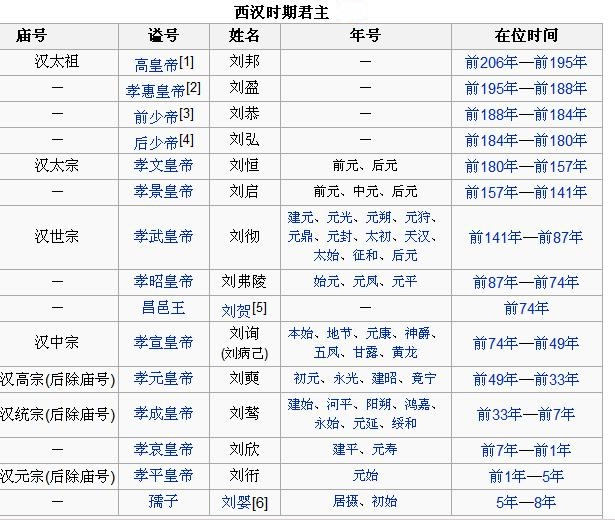 西汉时期君主
庙号 谥号 姓名 年号 在位时间
汉太祖 高皇帝[1] 刘邦 — 前206年—前195年
— 孝惠皇帝[2] 刘盈 — 前195年—前188年
— 前少帝[3] 刘恭 — 前188年—前184年
— 后少帝[4] 刘弘 — 前184年—前180年
汉太宗 孝文皇帝 刘恒 前元、后元 前180年—前157年
— 孝景皇帝 刘启 前元、中元、后元 前157年—前141年
汉世宗 孝武皇帝 刘彻 建元、元光、元朔、元狩、
元鼎、元封、太初、天汉、
太始、征和、后元 前141年—前87年
— 孝昭皇帝 刘弗陵 始元、元凤、元平 前87年—前74年
— 昌邑王 刘贺[5] — 前74年
汉中宗 孝宣皇帝 刘询
(刘病己) 本始、地节、元康、神爵、
五凤、甘露、黄龙 前74年—前49年
汉高宗(后除庙号) 孝元皇帝 刘奭 初元、永光、建昭、竟宁 前49年—前33年
汉统宗(后除庙号) 孝成皇帝 刘骜 建始、河平、阳朔、鸿嘉、
永始、元延、绥和 前33年—前7年
— 孝哀皇帝 刘欣 建平、元寿 前7年—前1年
汉元宗(后除庙号) 孝平皇帝 刘衎 元始 前1年—5年
— 孺子 刘婴[6] 居摄、初始 5年—8年